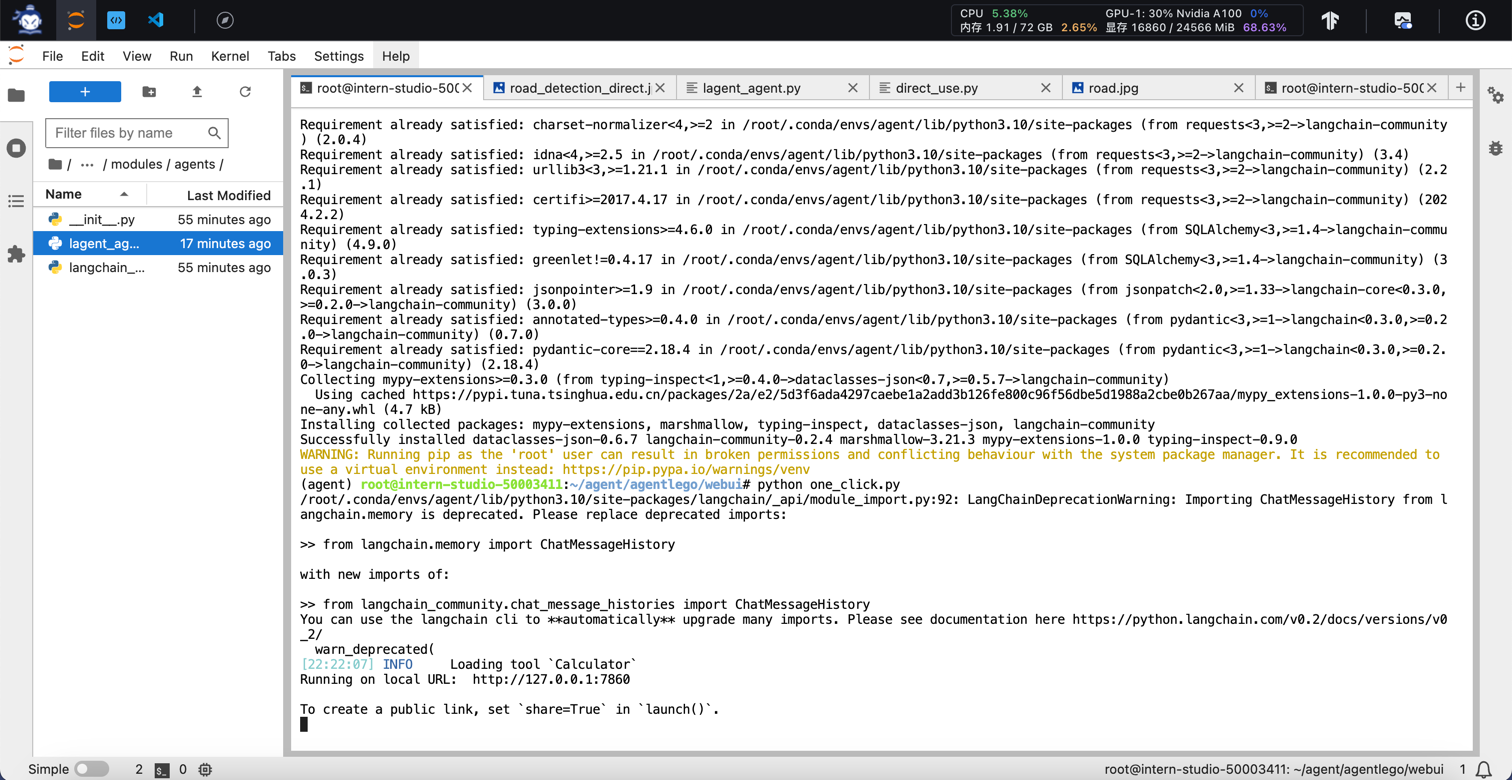 CPU 5.38% GPU-1: 30% Nvidia A100 0%
内存 1.91 / 72 GB 2.65% 显存 16860 / 24566 MiB 68.63%
File Edit View Run Kernel Tabs Settings Help
+
root@intern-studio-500 road_detection_direct.j lagent_agent.py direct_use.py road.jpg root@intern-studio-500
Filter files by name
/ ··· / modules / agents /
Name Last Modified
__init__.py 55 minutes ago
lagent_ag... 17 minutes ago
langchain_... 55 minutes ago
Requirement already satisfied: charset-normalizer<4,>=2 in /root/.conda/envs/agent/lib/python3.10/site-packages (from requests<3,>=2->langchain-community
) (2.0.4)
Requirement already satisfied: idna<4,>=2.5 in /root/.conda/envs/agent/lib/python3.10/site-packages (from requests<3,>=2->langchain-community) (3.4)
Requirement already satisfied: urllib3<3,>=1.21.1 in /root/.conda/envs/agent/lib/python3.10/site-packages (from requests<3,>=2->langchain-community) (2.2
.1)
Requirement already satisfied: certifi>=2017.4.17 in /root/.conda/envs/agent/lib/python3.10/site-packages (from requests<3,>=2->langchain-community) (202
4.2.2)
Requirement already satisfied: typing-extensions>=4.6.0 in /root/.conda/envs/agent/lib/python3.10/site-packages (from SQLAlchemy<3,>=1.4->langchain-commu
nity) (4.9.0)
Requirement already satisfied: greenlet!=0.4.17 in /root/.conda/envs/agent/lib/python3.10/site-packages (from SQLAlchemy<3,>=1.4->langchain-community) (3
.0.3)
Requirement already satisfied: jsonpointer>=1.9 in /root/.conda/envs/agent/lib/python3.10/site-packages (from jsonpatch<2.0,>=1.33->langchain-core<0.3.0,
>=0.2.0->langchain-community) (3.0.0)
Requirement already satisfied: annotated-types>=0.4.0 in /root/.conda/envs/agent/lib/python3.10/site-packages (from pydantic<3,>=1->langchain<0.3.0,>=0.2
.0->langchain-community) (0.7.0)
Requirement already satisfied: pydantic-core==2.18.4 in /root/.conda/envs/agent/lib/python3.10/site-packages (from pydantic<3,>=1->langchain<0.3.0,>=0.2.
0->langchain-community) (2.18.4)
Collecting mypy-extensions>=0.3.0 (from typing-inspect<1,>=0.4.0->dataclasses-json<0.7,>=0.5.7->langchain-community)
Using cached https://pypi.tuna.tsinghua.edu.cn/packages/2a/e2/5d3f6ada4297caebe1a2add3b126fe800c96f56dbe5d1988a2cbe0b267aa/mypy_extensions-1.0.0-py3-no
ne-any.whl (4.7 kB)
Installing collected packages: mypy-extensions, marshmallow, typing-inspect, dataclasses-json, langchain-community
Successfully installed dataclasses-json-0.6.7 langchain-community-0.2.4 marshmallow-3.21.3 mypy-extensions-1.0.0 typing-inspect-0.9.0
WARNING: Running pip as the 'root' user can result in broken permissions and conflicting behaviour with the system package manager. It is recommended to
use a virtual environment instead: https://pip.pypa.io/warnings/venv
(agent) root@intern-studio-50003411:~/agent/agentlego/webui# python one_click.py
/root/.conda/envs/agent/lib/python3.10/site-packages/langchain/_api/module_import.py:92: LangChainDeprecationWarning: Importing ChatMessageHistory from l
angchain.memory is deprecated. Please replace deprecated imports:
>> from langchain.memory import ChatMessageHistory
with new imports of:
>> from langchain_community.chat_message_histories import ChatMessageHistory
You can use the langchain cli to **automatically** upgrade many imports. Please see documentation here https://python.langchain.com/v0.2/docs/versions/v0
_2/
warn_deprecated(
[22:22:07] INFO Loading tool `Calculator`
Running on local URL: http://127.0.0.1:7860
To create a public link, set `share=True` in `launch()`.
Simple 2 0 root@intern-studio-50003411: ~/agent/agentlego/webui 1